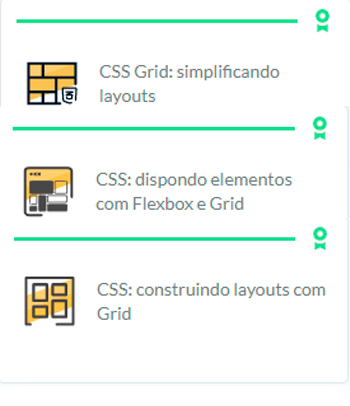 CSS Grid: simplificando
layouts
CSS: dispondo elementos
com Flexbox e Grid
CSS: construindo layouts com
Grid